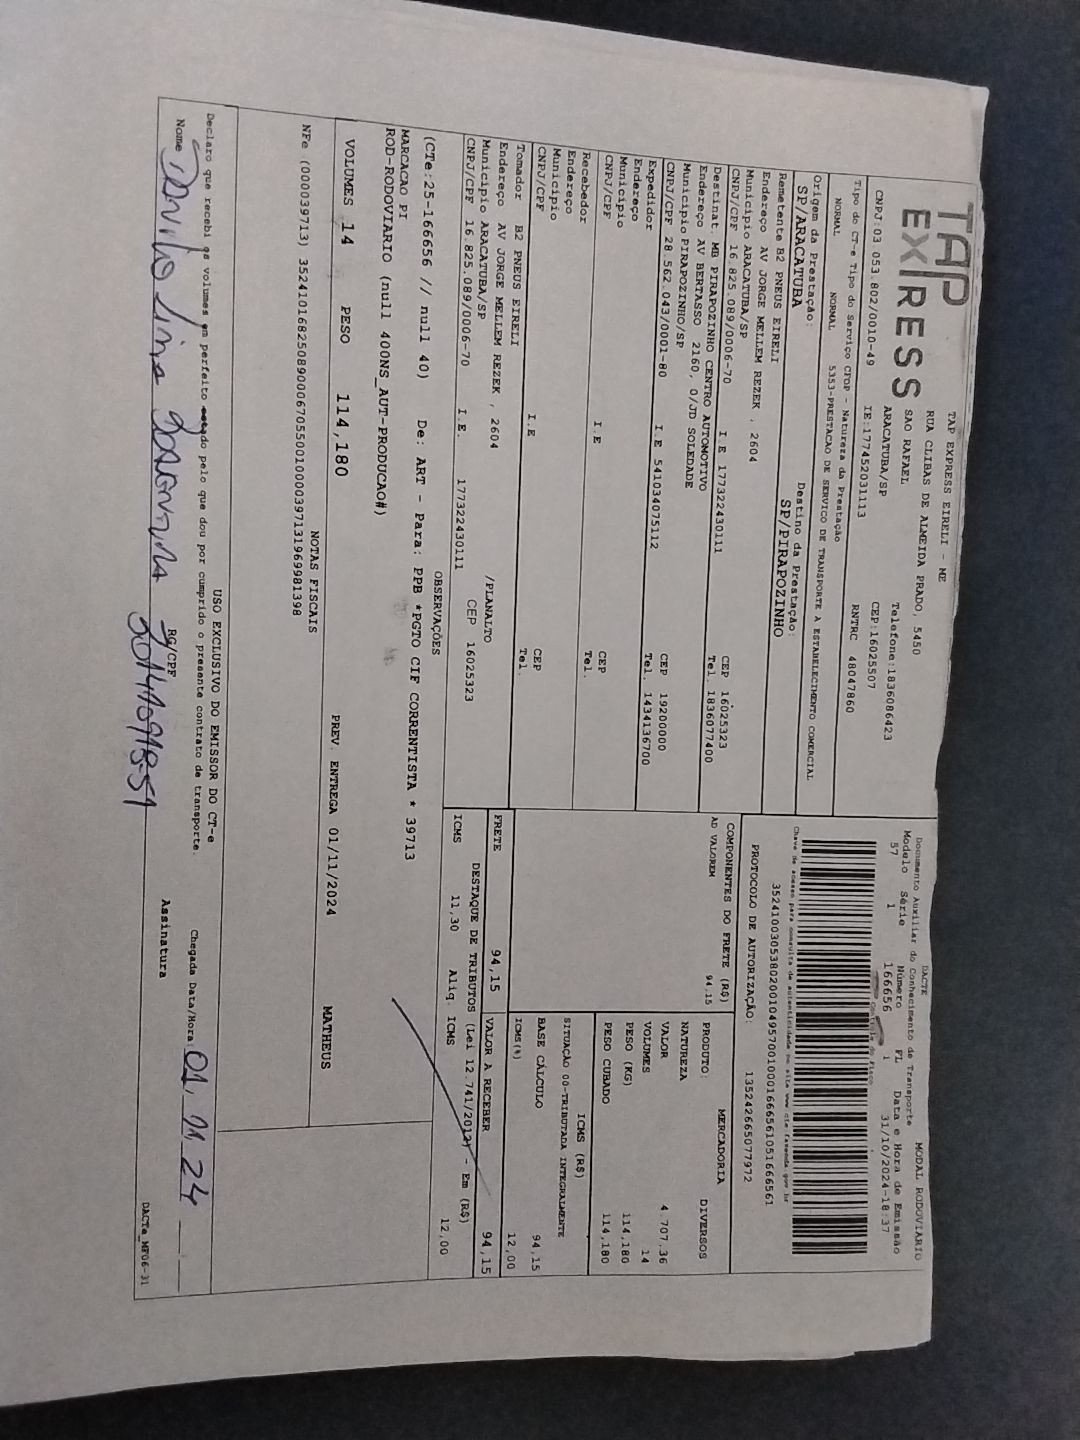 TAP
EXPRESS
TAP EXPRESS EIRELI - ME
RUA CLIBAS DE ALMEIDA PRADO, 5450
SAO RAFAEL
ARACATUBA/SP
Telefone:1836086423
CEP:16025507
CNPJ:03.053.802/0010-49
IE:177452031113
RNTRC 48047860
DACTE
MODAL RODOVIARIO
Documento Auxiliar do Conhecimento de Transporte
Modelo Série Número FL Data e Hora de Emissão
57 1 166656 1 31/10/2024-18:37
Controle do Fisco
Chave de acesso para consulta de autenticidade no site www.cte.fazenda.gov.br
35241003053802001049570010001666561051666561
PROTOCOLO DE AUTORIZAÇÃO: 135242665077972
Tipo do CT-e Tipo do Serviço CFOP - Natureza da Prestação
NORMAL NORMAL 5353-PRESTACAO DE SERVICO DE TRANSPORTE A ESTABELECIMENTO COMERCIAL
Origem da Prestação: Destino da Prestação:
SP/ARACATUBA SP/PIRAPOZINHO
Remetente B2 PNEUS EIRELI
Endereço AV JORGE MELLEM REZEK , 2604
Município ARACATUBA/SP CEP 16025323
CNPJ/CPF 16.825.089/0006-70 I.E 177322430111 Tel. 1836077400
Destinat. MB PIRAPOZINHO CENTRO AUTOMOTIVO
Endereço AV BERTASSO 2160, 0/JD SOLEDADE
Município PIRAPOZINHO/SP CEP 19200000
CNPJ/CPF 28.562.043/0001-80 I.E 541034075112 Tel. 1434136700
Expedidor
Endereço
Município CEP
CNPJ/CPF I.E Tel.
Recebedor
Endereço
Município CEP
CNPJ/CPF I.E Tel.
Tomador B2 PNEUS EIRELI
Endereço AV JORGE MELLEM REZEK , 2604 /PLANALTO
Município ARACATUBA/SP CEP 16025323
CNPJ/CPF 16.825.089/0006-70 I.E. 177322430111
COMPONENTES DO FRETE (R$)
AD VALOREM 94,15
MERCADORIA
PRODUTO: DIVERSOS
NATUREZA
VALOR 4.707,36
VOLUMES 14
PESO (KG) 114,180
PESO CUBADO 114,180
ICMS (R$)
SITUAÇÃO 00-TRIBUTADA INTEGRALMENTE
BASE CÁLCULO 94,15
ICMS(%) 12,00
FRETE 94,15 VALOR A RECEBER 94,15
DESTAQUE DE TRIBUTOS (Lei 12.741/2012) - Em (R$)
ICMS 11,30 Aliq. ICMS 12,00
OBSERVAÇÕES
(CTe:25-166656 // null 40) De: ART - Para: PPB *PGTO CIF CORRENTISTA * 39713
MARCACAO PI
ROD-RODOVIARIO (null 400NS_AUT-PRODUCAO#)
VOLUMES 14 PESO 114,180 PREV. ENTREGA 01/11/2024 MATHEUS
NOTAS FISCAIS
NFe (000039713) 35241016825089000670550010000397131969981398
USO EXCLUSIVO DO EMISSOR DO CT-e
Declaro que recebi os volumes em perfeito estado pelo que dou por cumprido o presente contrato de transporte.
Nome RG/CPF Assinatura Chegada Data/Hora: 01, 11, 24
DACTe_MF06-31